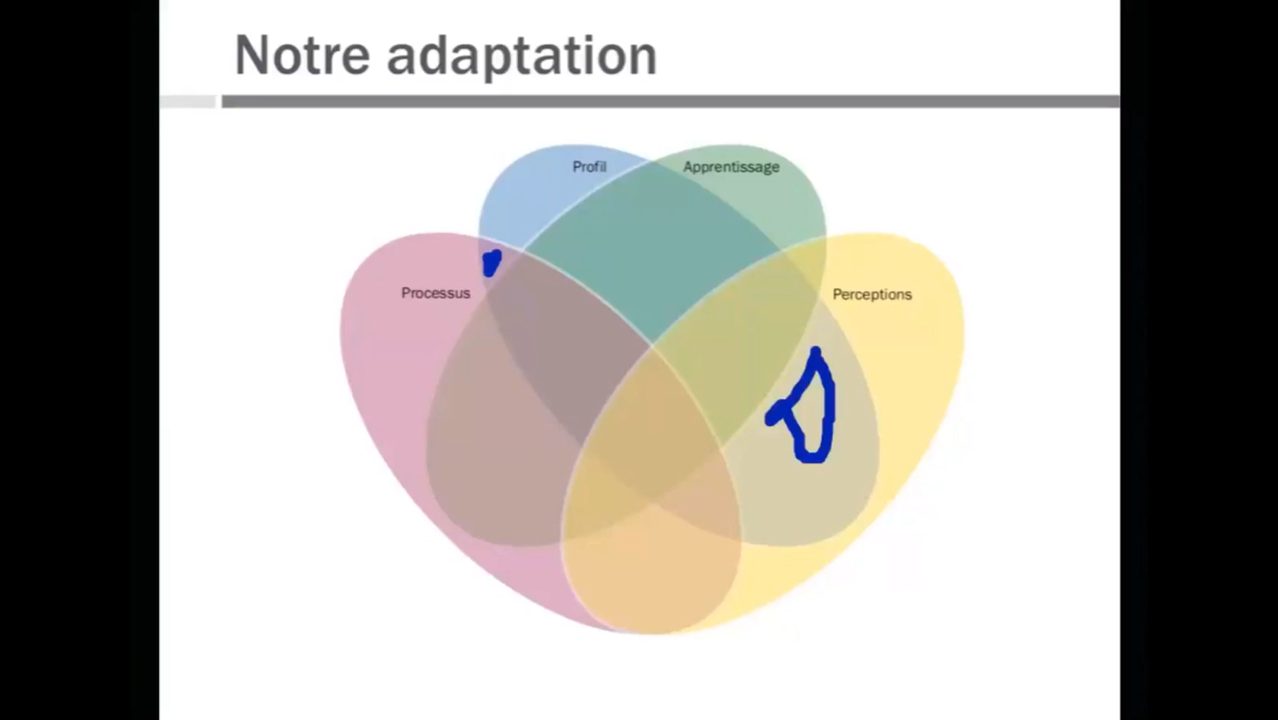 Notre adaptation
Profil
Apprentissage
Processus
Perceptions